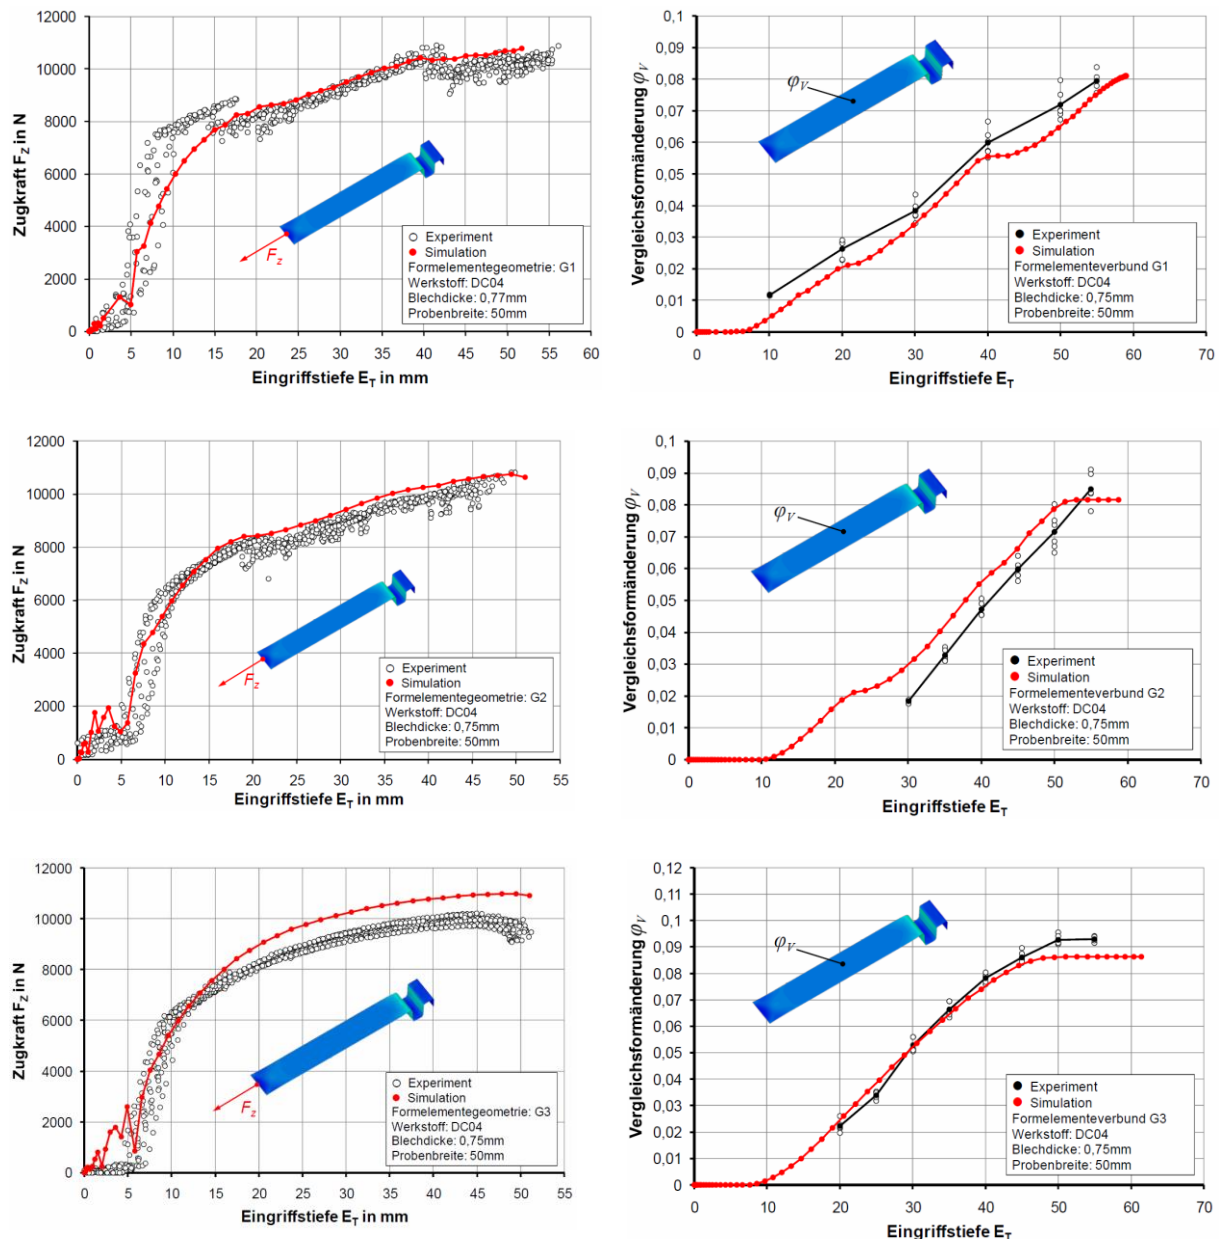 12000
10000
8000
6000
4000
2000
0
Zugkraft F_Z in N
F_z
Experiment
Simulation
Formelementegeometrie: G1
Werkstoff: DC04
Blechdicke: 0,77mm
Probenbreite: 50mm
0 5 10 15 20 25 30 35 40 45 50 55 60
Eingriffstiefe E_T in mm
0,1
0,09
0,08
0,07
0,06
0,05
0,04
0,03
0,02
0,01
0
Vergleichsformänderung φ_V
φ_V
Experiment
Simulation
Formelementeverbund G1
Werkstoff: DC04
Blechdicke: 0,75mm
Probenbreite: 50mm
0 10 20 30 40 50 60 70
Eingriffstiefe E_T
12000
10000
8000
6000
4000
2000
0
Zugkraft F_Z in N
F_z
Experiment
Simulation
Formelementegeometrie: G2
Werkstoff: DC04
Blechdicke: 0,75mm
Probenbreite: 50mm
0 5 10 15 20 25 30 35 40 45 50 55
Eingriffstiefe E_T in mm
0,1
0,09
0,08
0,07
0,06
0,05
0,04
0,03
0,02
0,01
0
Vergleichsformänderung φ_V
φ_V
Experiment
Simulation
Formelementeverbund G2
Werkstoff: DC04
Blechdicke: 0,75mm
Probenbreite: 50mm
0 10 20 30 40 50 60 70
Eingriffstiefe E_T
12000
10000
8000
6000
4000
2000
0
Zugkraft F_Z in N
F_z
Experiment
Simulation
Formelementegeometrie: G3
Werkstoff: DC04
Blechdicke: 0,75mm
Probenbreite: 50mm
0 5 10 15 20 25 30 35 40 45 50 55
Eingriffstiefe E_T in mm
0,12
0,11
0,1
0,09
0,08
0,07
0,06
0,05
0,04
0,03
0,02
0,01
0
Vergleichsformänderung φ_V
φ_V
Experiment
Simulation
Formelementeverbund G3
Werkstoff: DC04
Blechdicke: 0,75mm
Probenbreite: 50mm
0 10 20 30 40 50 60 70
Eingriffstiefe E_T